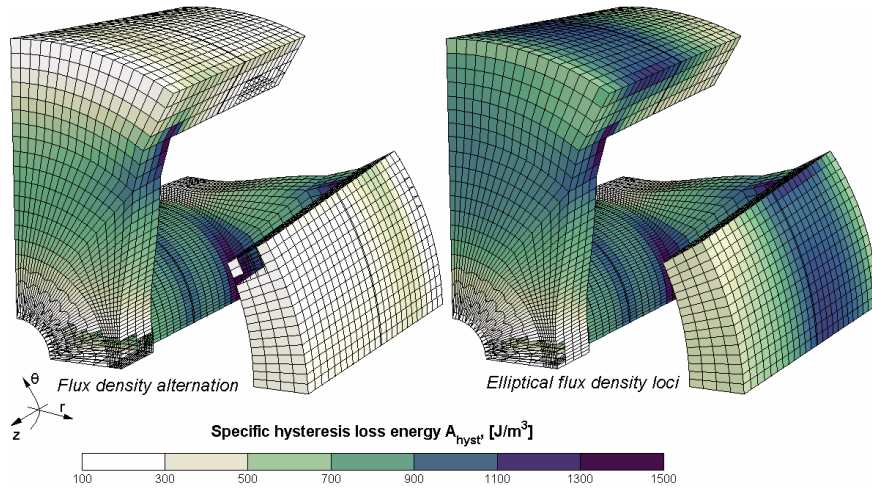 Flux density alternation
Elliptical flux density loci
θ
r
z
Specific hysteresis loss energy A_hyst, [J/m³]
100 300 500 700 900 1100 1300 1500